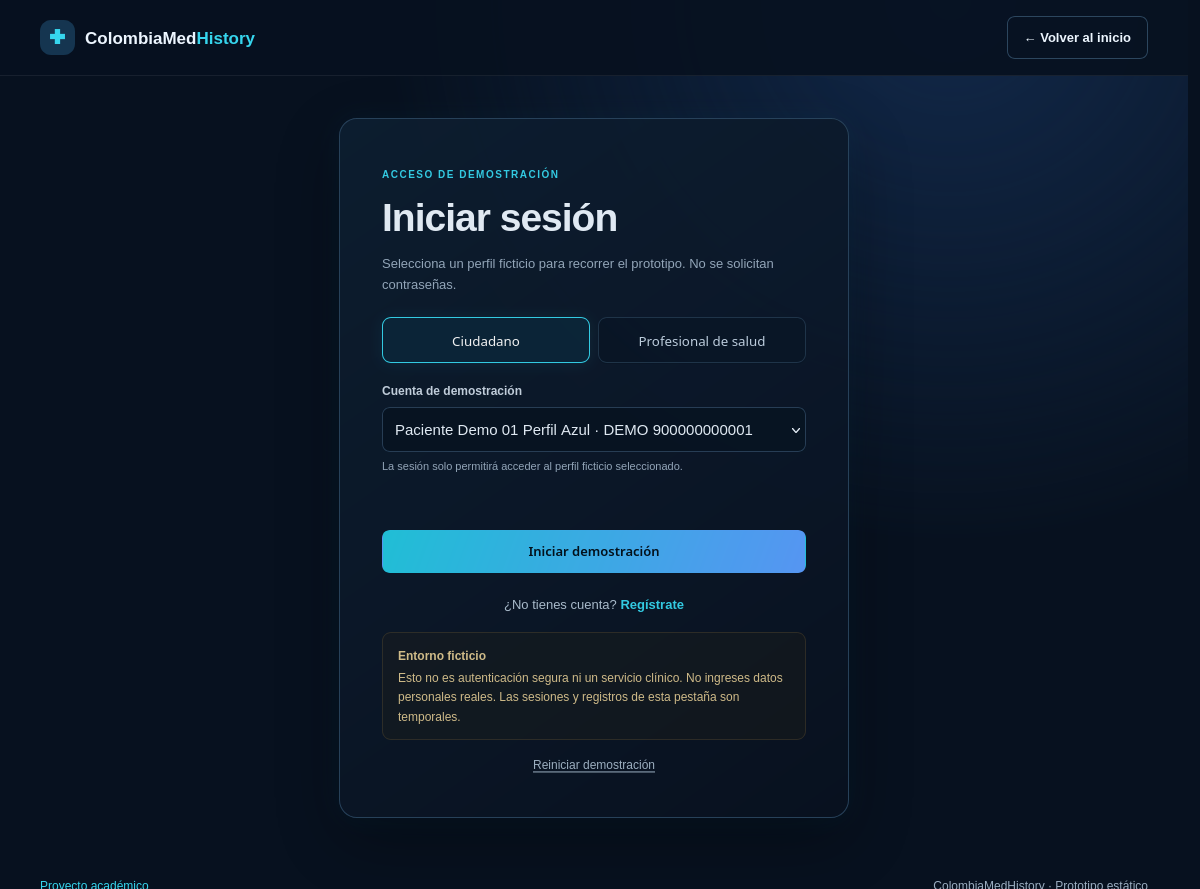 ColombiaMedHistory
← Volver al inicio
ACCESO DE DEMOSTRACIÓN
Iniciar sesión
Selecciona un perfil ficticio para recorrer el prototipo. No se solicitan
contraseñas.
Ciudadano
Profesional de salud
Cuenta de demostración
Paciente Demo 01 Perfil Azul · DEMO 900000000001
La sesión solo permitirá acceder al perfil ficticio seleccionado.
Iniciar demostración
¿No tienes cuenta? Regístrate
Entorno ficticio
Esto no es autenticación segura ni un servicio clínico. No ingreses datos
personales reales. Las sesiones y registros de esta pestaña son
temporales.
Reiniciar demostración
Proyecto académico
ColombiaMedHistory · Prototipo estático